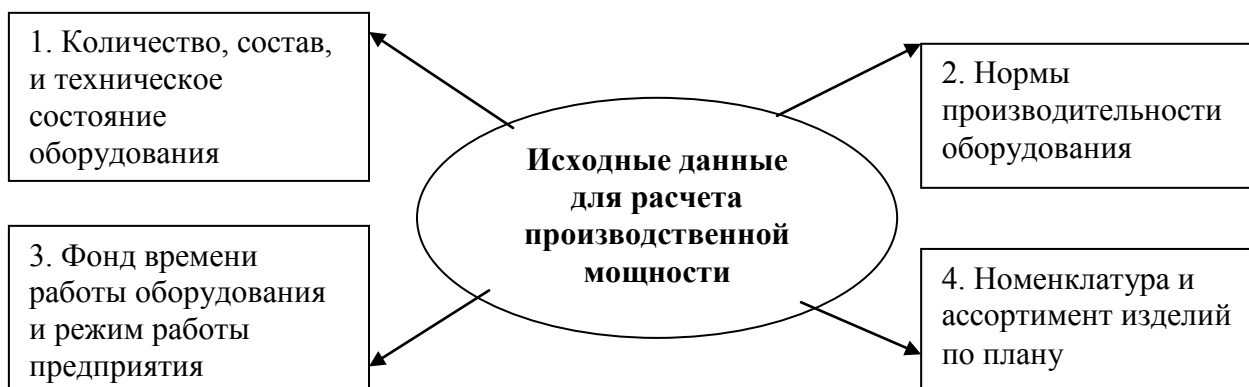 1. Количество, состав,
и техническое
состояние
оборудования
2. Нормы
производительности
оборудования
Исходные данные
для расчета
производственной
мощности
3. Фонд времени
работы оборудования
и режим работы
предприятия
4. Номенклатура и
ассортимент изделий
по плану